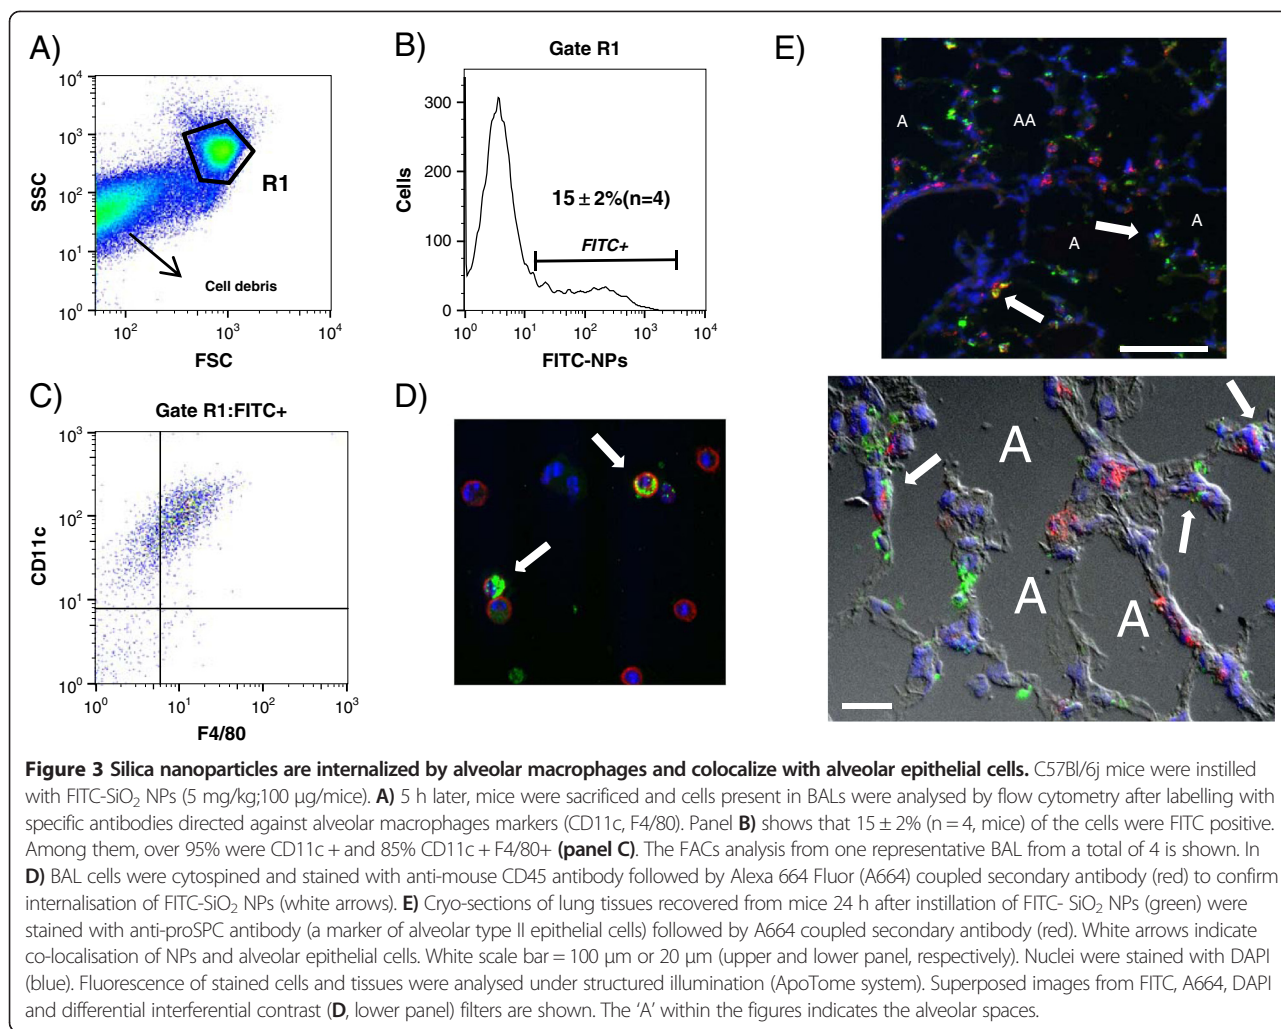 A)
10⁴
10³
10²
10¹
10⁰
SSC
R1
Cell debris
10² 10³ 10⁴
FSC
B)
Gate R1
300
200
100
0
Cells
15 ± 2%(n=4)
FITC+
10⁰ 10¹ 10² 10³ 10⁴
FITC-NPs
C)
Gate R1:FITC+
10³
10²
10¹
10⁰
CD11c
10⁰ 10¹ 10² 10³
F4/80
D)
E)
A AA
A A
A
A A
Figure 3 Silica nanoparticles are internalized by alveolar macrophages and colocalize with alveolar epithelial cells. C57Bl/6j mice were instilled
with FITC-SiO₂ NPs (5 mg/kg;100 μg/mice). A) 5 h later, mice were sacrificed and cells present in BALs were analysed by flow cytometry after labelling with
specific antibodies directed against alveolar macrophages markers (CD11c, F4/80). Panel B) shows that 15 ± 2% (n = 4, mice) of the cells were FITC positive.
Among them, over 95% were CD11c + and 85% CD11c + F4/80+ (panel C). The FACs analysis from one representative BAL from a total of 4 is shown. In
D) BAL cells were cytospined and stained with anti-mouse CD45 antibody followed by Alexa 664 Fluor (A664) coupled secondary antibody (red) to confirm
internalisation of FITC-SiO₂ NPs (white arrows). E) Cryo-sections of lung tissues recovered from mice 24 h after instillation of FITC- SiO₂ NPs (green) were
stained with anti-proSPC antibody (a marker of alveolar type II epithelial cells) followed by A664 coupled secondary antibody (red). White arrows indicate
co-localisation of NPs and alveolar epithelial cells. White scale bar = 100 μm or 20 μm (upper and lower panel, respectively). Nuclei were stained with DAPI
(blue). Fluorescence of stained cells and tissues were analysed under structured illumination (ApoTome system). Superposed images from FITC, A664, DAPI
and differential interferential contrast (D, lower panel) filters are shown. The ‘A’ within the figures indicates the alveolar spaces.